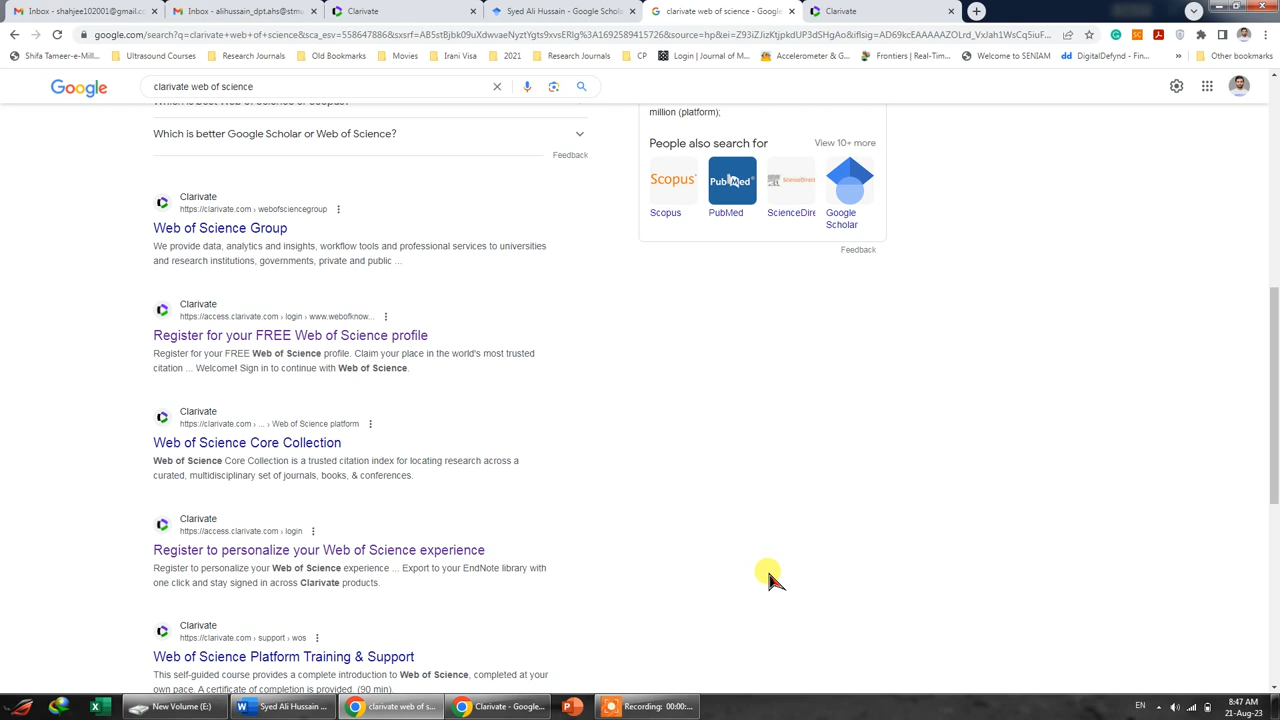 Inbox - shahjee102001@gmail.co
Inbox - alihussain_dpt.ahs@stmu
Clarivate
Syed Ali Hussain - Google Schola
clarivate web of science - Google
Clarivate
Shifa Tameer-e-Mill...
Ultrasound Courses
Research Journals
Old Bookmarks
Movies
Irani Visa
2021
Research Journals
CP
Login | Journal of M...
Accelerometer & G...
Frontiers | Real-Tim...
Welcome to SENIAM
DigitalDefynd - Fin...
Other bookmarks
Google
clarivate web of science
Which is better Google Scholar or Web of Science?
Feedback
Clarivate
https://clarivate.com › webofsciencegroup
Web of Science Group
We provide data, analytics and insights, workflow tools and professional services to universities
and research institutions, governments, private and public ...
Clarivate
https://access.clarivate.com › login › www.webofknow...
Register for your FREE Web of Science profile
Register for your FREE Web of Science profile. Claim your place in the world's most trusted
citation ... Welcome! Sign in to continue with Web of Science.
Clarivate
https://clarivate.com › ... › Web of Science platform
Web of Science Core Collection
Web of Science Core Collection is a trusted citation index for locating research across a
curated, multidisciplinary set of journals, books, & conferences.
Clarivate
https://access.clarivate.com › login
Register to personalize your Web of Science experience
Register to personalize your Web of Science experience ... Export to your EndNote library with
one click and stay signed in across Clarivate products.
Clarivate
https://clarivate.com › support › wos
Web of Science Platform Training & Support
This self-guided course provides a complete introduction to Web of Science, completed at your
own pace. A certificate of completion is provided. (90 min).
million (platform);
People also search for
View 10+ more
Scopus
PubMed
ScienceDirect
Scopus
PubMed
ScienceDire
Google
Scholar
Feedback
New Volume (E:)
Syed Ali Hussain ...
clarivate web of s...
Clarivate - Google...
Recording: 00:00:...
EN
8:47 AM
21-Aug-23